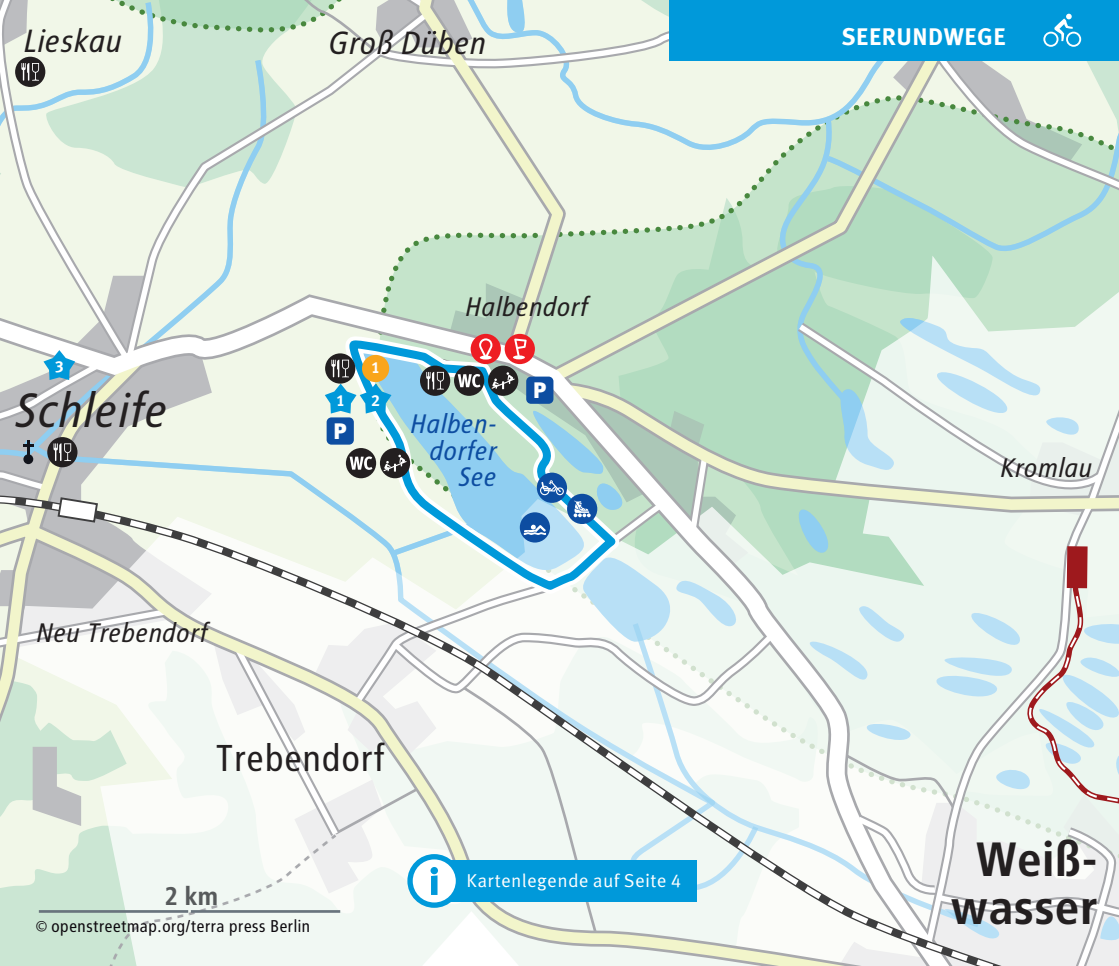 SEERUNDWEGE
Lieskau
Groß Düben
Halbendorf
3
Schleife
1
1
2
P
WC
WC
P
Halben-
dorfer
See
Kromlau
Neu Trebendorf
Trebendorf
Weiß-
wasser
i Kartenlegende auf Seite 4
2 km
© openstreetmap.org/terra press Berlin